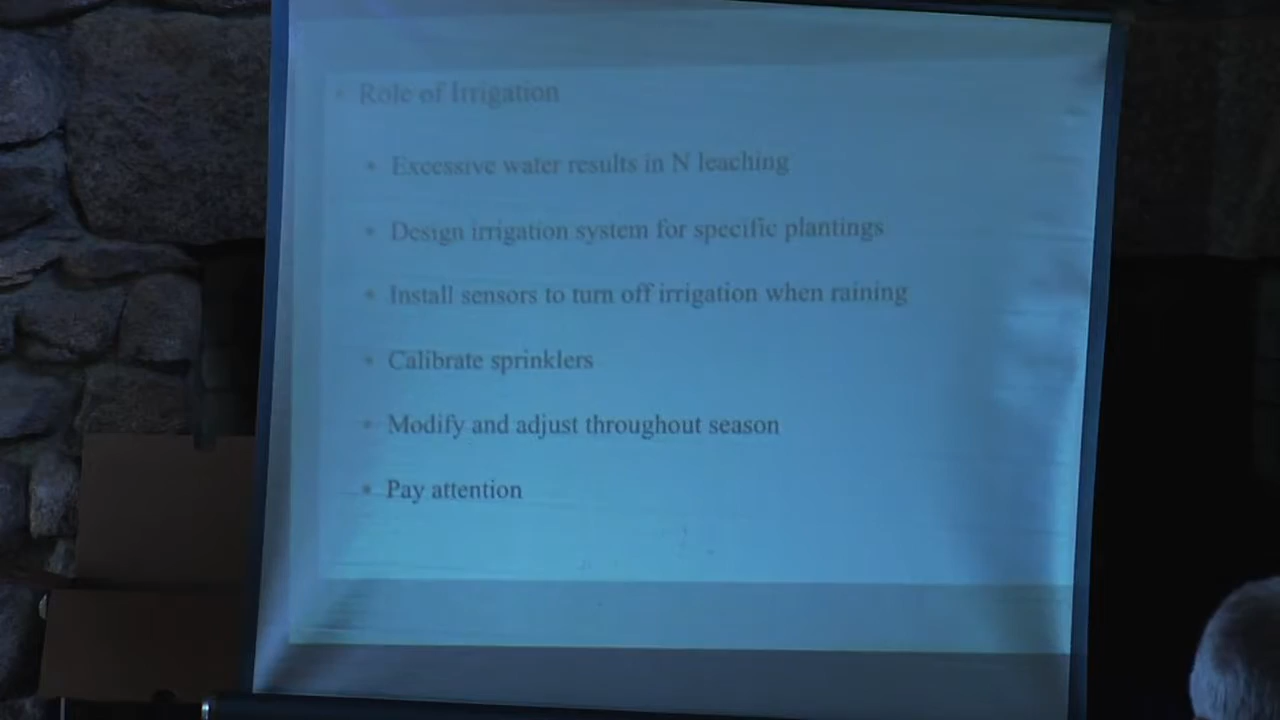 • Role of Irrigation
• Excessive water results in N leaching
• Design irrigation system for specific plantings
• Install sensors to turn off irrigation when raining
• Calibrate sprinklers
• Modify and adjust throughout season
• Pay attention